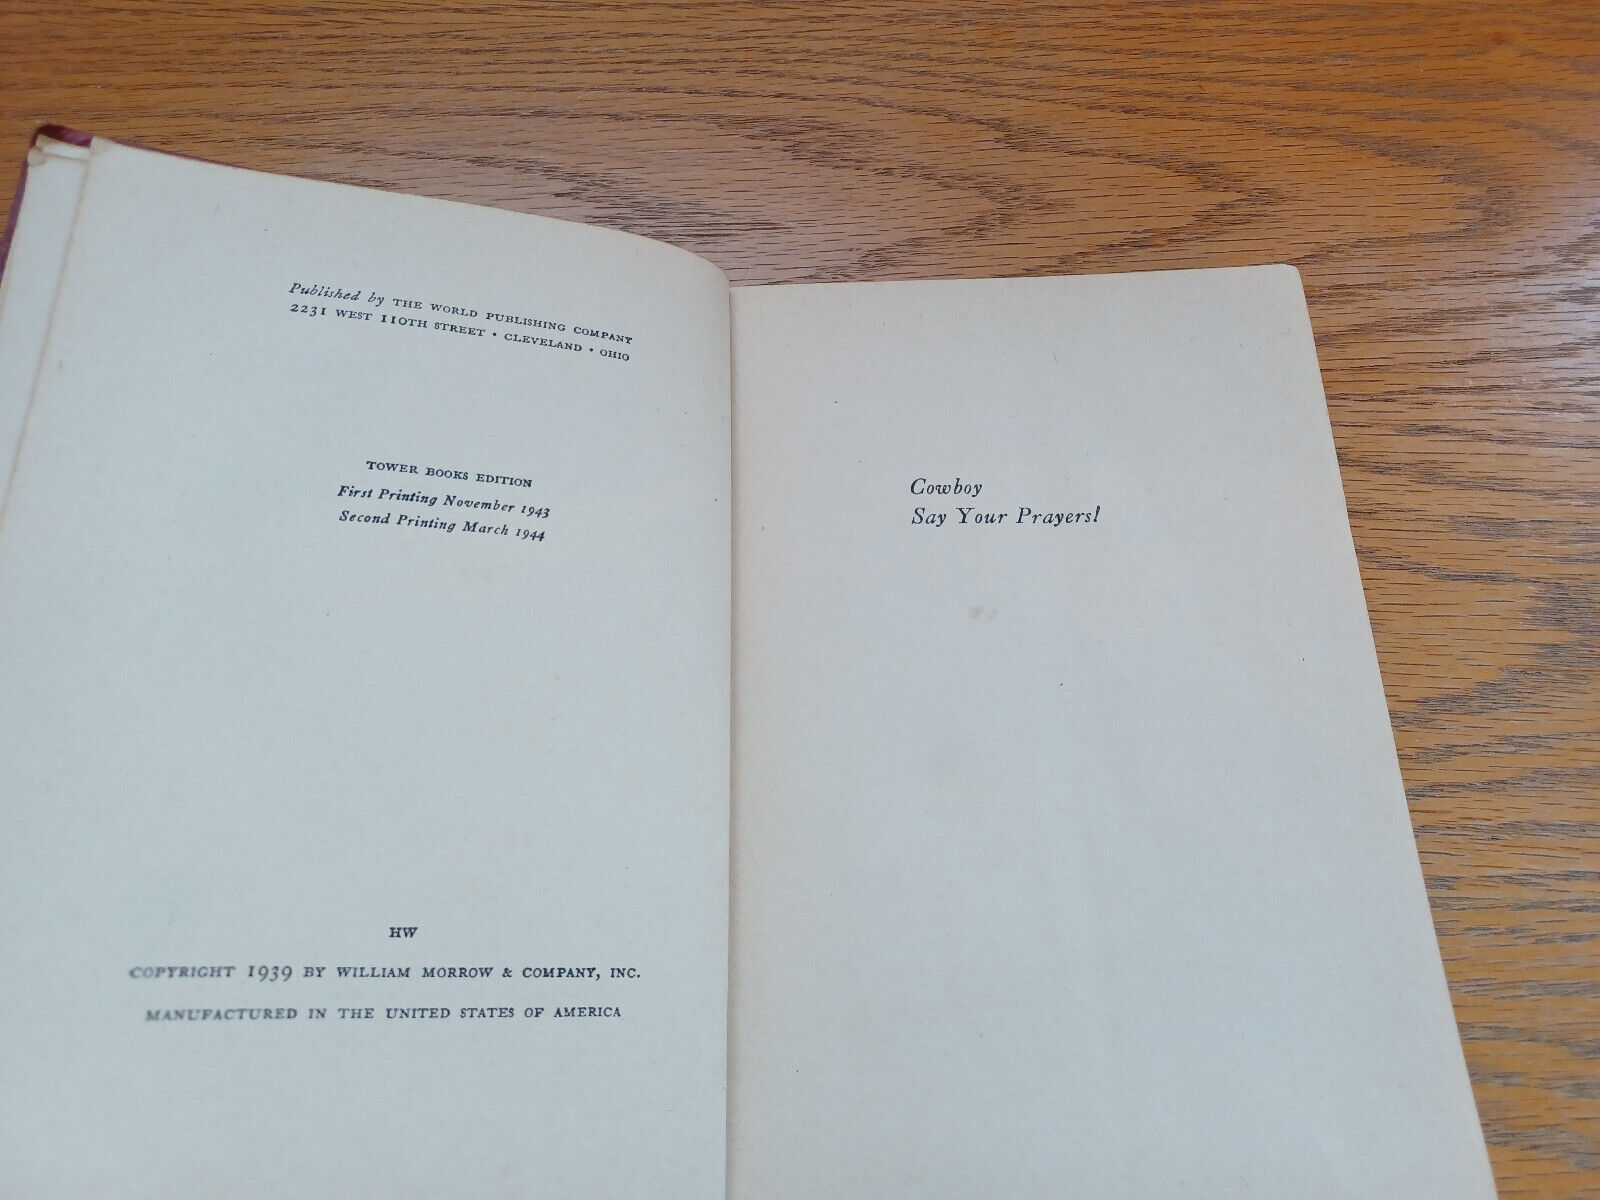 Published by THE WORLD PUBLISHING COMPANY
2231 WEST 110TH STREET • CLEVELAND • OHIO
TOWER BOOKS EDITION
First Printing November 1943
Second Printing March 1944
HW
COPYRIGHT 1939 BY WILLIAM MORROW & COMPANY, INC.
MANUFACTURED IN THE UNITED STATES OF AMERICA
Cowboy
Say Your Prayers!